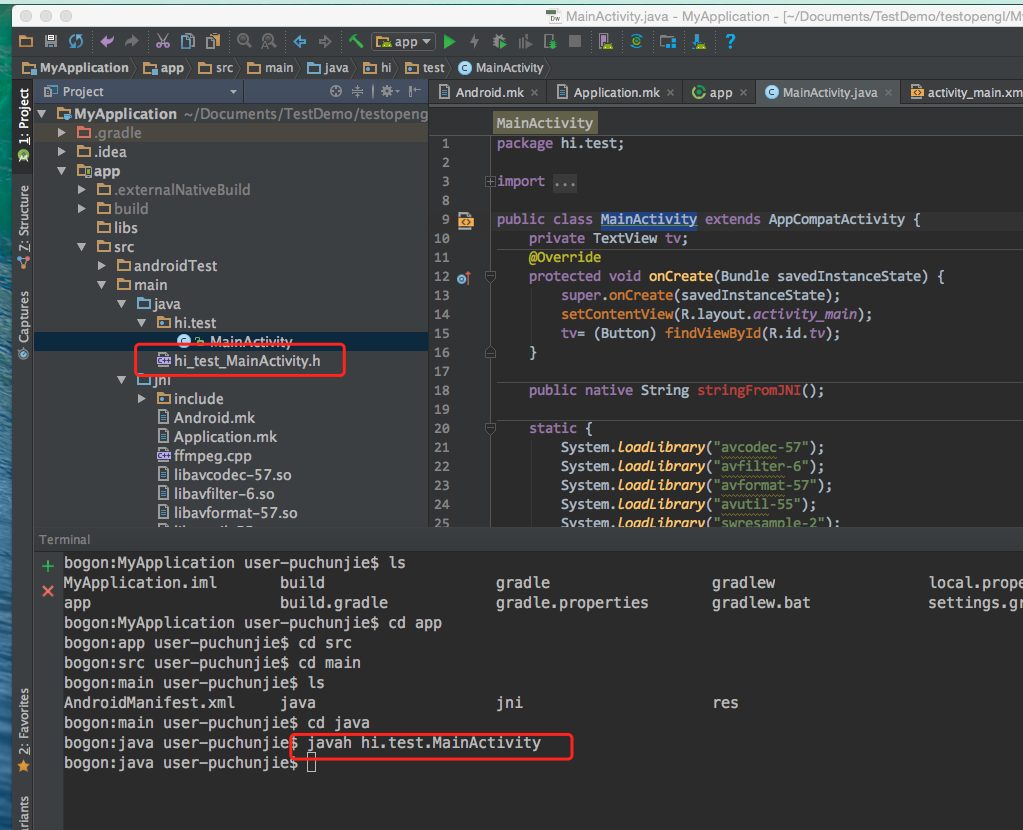 MainActivity.java - MyApplication - [~/Documents/TestDemo/testopengl/My
app
MyApplication app src main java hi test MainActivity
Project
Android.mk Application.mk app MainActivity.java activity_main.xm
1: Project
Z: Structure
Captures
2: Favorites
MyApplication ~/Documents/TestDemo/testopeng
.gradle
.idea
app
.externalNativeBuild
build
libs
src
androidTest
main
java
hi.test
MainActivity
hi_test_MainActivity.h
jni
include
Android.mk
Application.mk
ffmpeg.cpp
libavcodec-57.so
libavfilter-6.so
libavformat-57.so
MainActivity
1 package hi.test;
2
3 import ...
8
9 public class MainActivity extends AppCompatActivity {
10 private TextView tv;
11 @Override
12 protected void onCreate(Bundle savedInstanceState) {
13 super.onCreate(savedInstanceState);
14 setContentView(R.layout.activity_main);
15 tv= (Button) findViewById(R.id.tv);
16 }
17
18 public native String stringFromJNI();
19
20 static {
21 System.loadLibrary("avcodec-57");
22 System.loadLibrary("avfilter-6");
23 System.loadLibrary("avformat-57");
24 System.loadLibrary("avutil-55");
25 System.loadLibrary("swresample-2");
Terminal
bogon:MyApplication user-puchunjie$ ls
MyApplication.iml build gradle gradlew local.prope
app build.gradle gradle.properties gradlew.bat settings.gr
bogon:MyApplication user-puchunjie$ cd app
bogon:app user-puchunjie$ cd src
bogon:src user-puchunjie$ cd main
bogon:main user-puchunjie$ ls
AndroidManifest.xml java jni res
bogon:main user-puchunjie$ cd java
bogon:java user-puchunjie$ javah hi.test.MainActivity
bogon:java user-puchunjie$